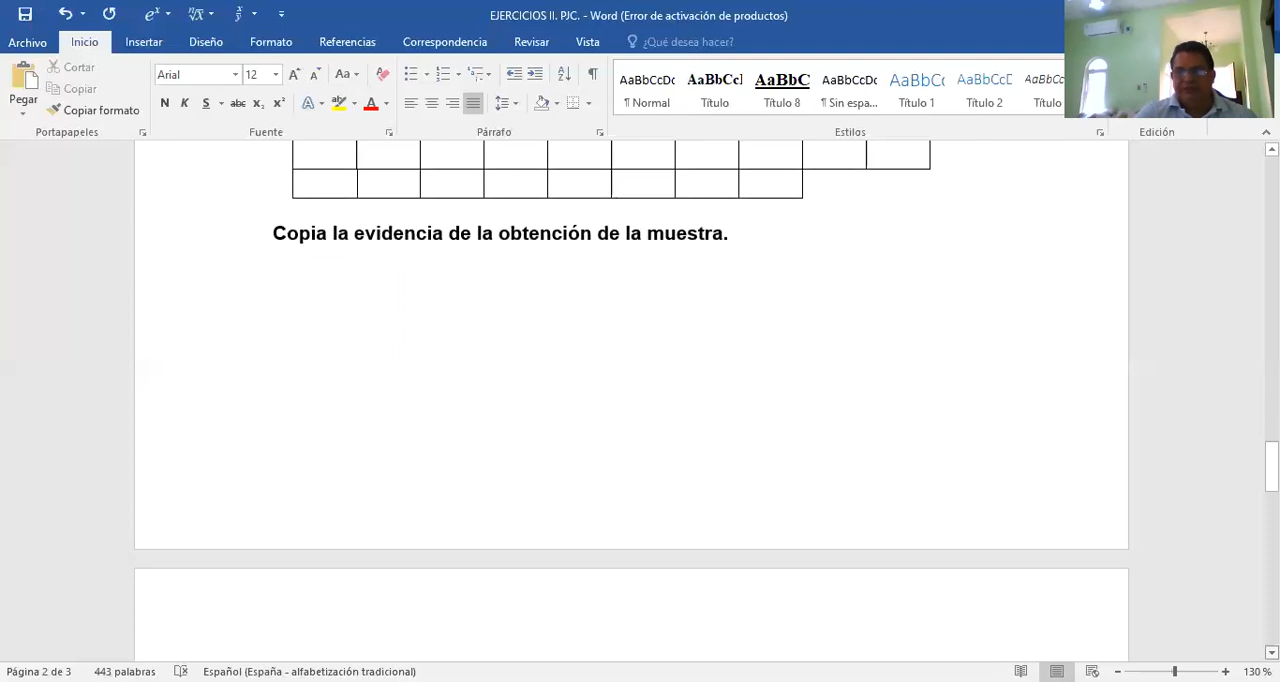 EJERCICIOS II. PJC. - Word (Error de activación de productos)
Archivo Inicio Insertar Diseño Formato Referencias Correspondencia Revisar Vista ¿Qué desea hacer?
Pegar
Cortar
Copiar
Copiar formato
Portapapeles
Arial 12
N K S abc x₂ x²
Fuente
Párrafo
AaBbCcDc AaBbCcI AaBbC AaBbCcDc AaBbCc AaBbCcD AaBbCc
¶ Normal Título Título 8 ¶ Sin espa... Título 1 Título 2 Título
Estilos
Edición
Copia la evidencia de la obtención de la muestra.
Página 2 de 3 443 palabras Español (España - alfabetización tradicional) 130 %